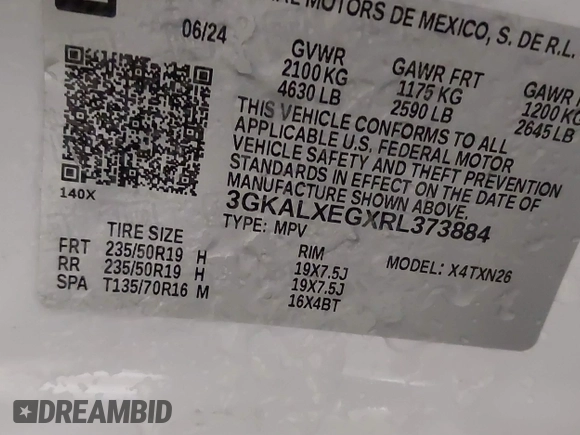 MOTORS DE MEXICO, S. DE R.L.
06/24
GVWR GAWR FRT GAWR
2100 KG 1175 KG 1200 KG
4630 LB 2590 LB 2645 LB
THIS VEHICLE CONFORMS TO ALL
APPLICABLE U.S. FEDERAL MOTOR
VEHICLE SAFETY AND THEFT PREVENTION
STANDARDS IN EFFECT ON THE DATE OF
MANUFACTURE SHOWN ABOVE.
140X
3GKALXEGXRL373884
TYPE: MPV MODEL: X4TXN26
TIRE SIZE RIM
FRT 235/50R19 H 19X7.5J
RR 235/50R19 H 19X7.5J
SPA T135/70R16 M 16X4BT
DREAMBID